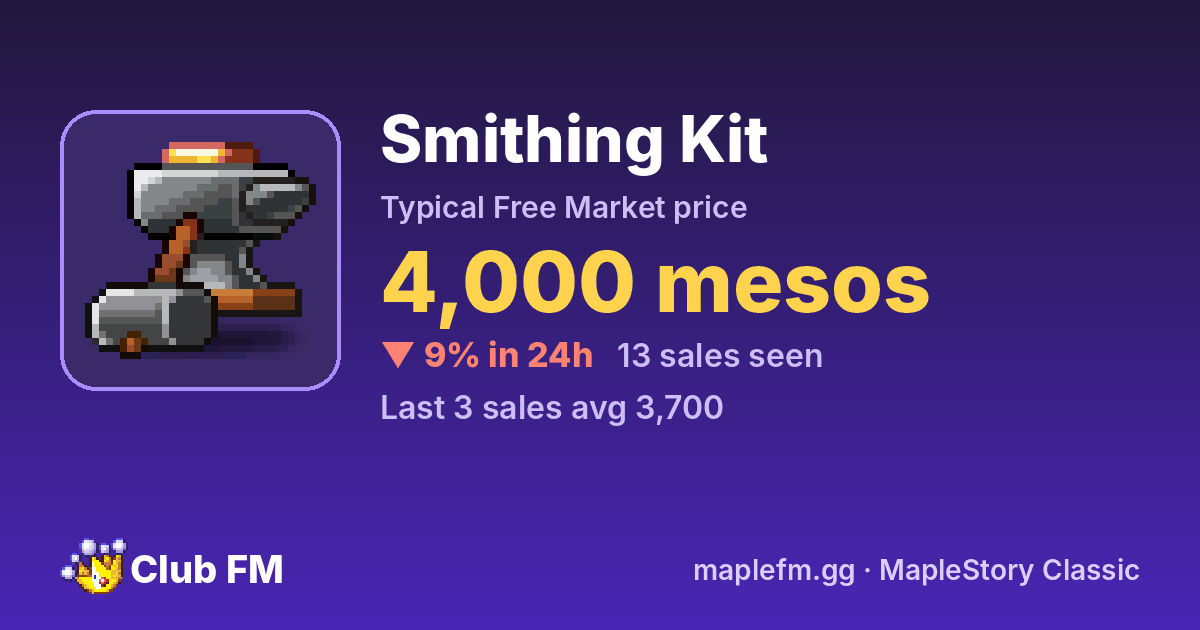 Smithing Kit
Typical Free Market price
4,000 mesos
▼ 9% in 24h 13 sales seen
Last 3 sales avg 3,700
Club FM
maplefm.gg · MapleStory Classic